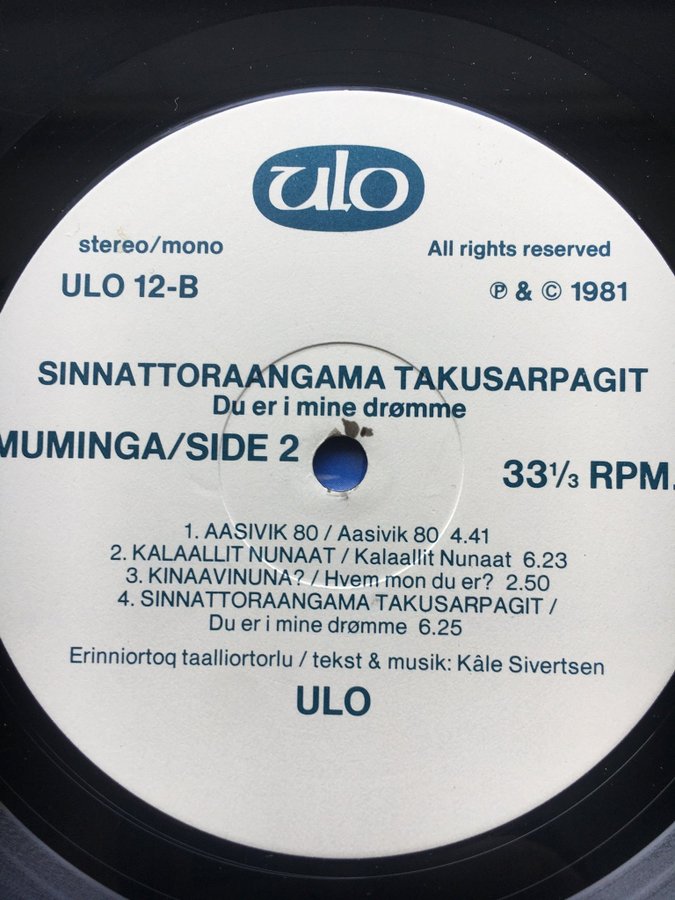 ulo
stereo/mono
All rights reserved
ULO 12-B
℗ & © 1981
SINNATTORAANGAMA TAKUSARPAGIT
Du er i mine drømme
MUMINGA/SIDE 2
33⅓ RPM.
1. AASIVIK 80 / Aasivik 80 4.41
2. KALAALLIT NUNAAT / Kalaallit Nunaat 6.23
3. KINAAVINUNA? / Hvem mon du er? 2.50
4. SINNATTORAANGAMA TAKUSARPAGIT /
Du er i mine drømme 6.25
Erinniortoq taalliortorlu / tekst & musik: Kâle Sivertsen
ULO